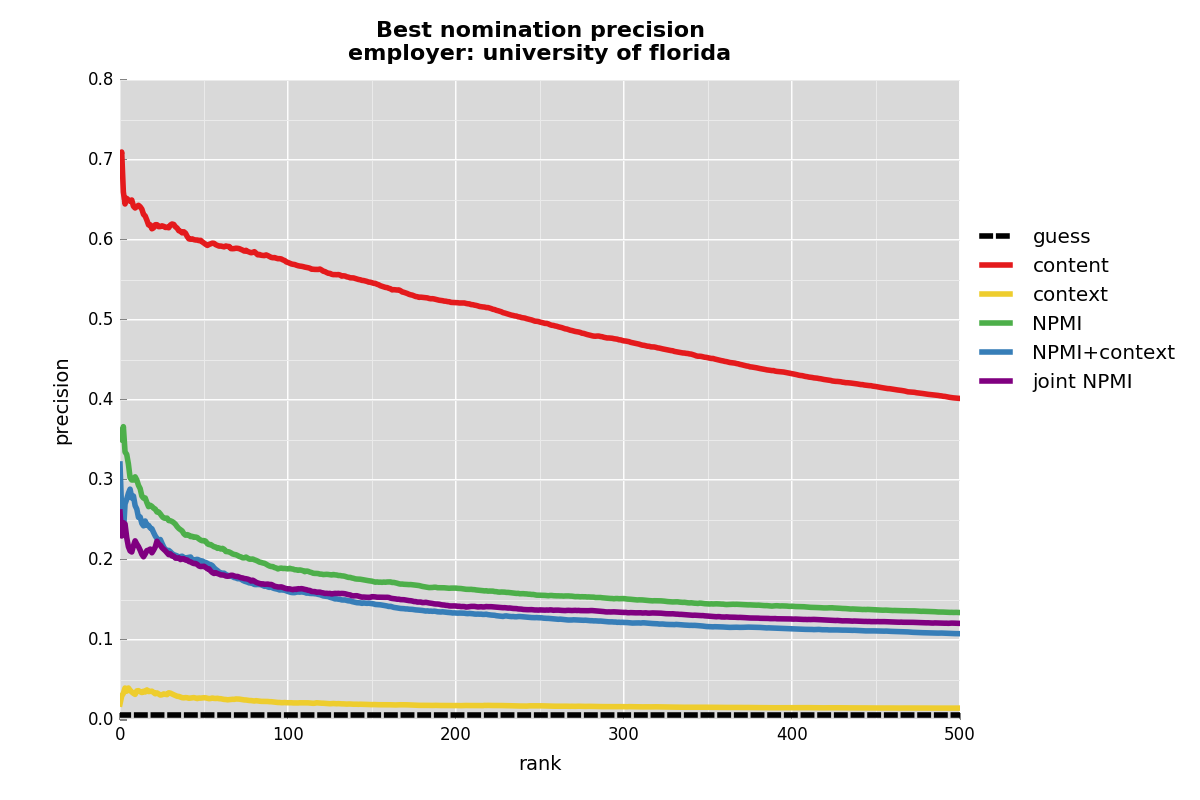 Best nomination precision
employer: university of florida
precision
0.8
0.7
0.6
0.5
0.4
0.3
0.2
0.1
0.0
0 100 200 300 400 500
rank
guess
content
context
NPMI
NPMI+context
joint NPMI